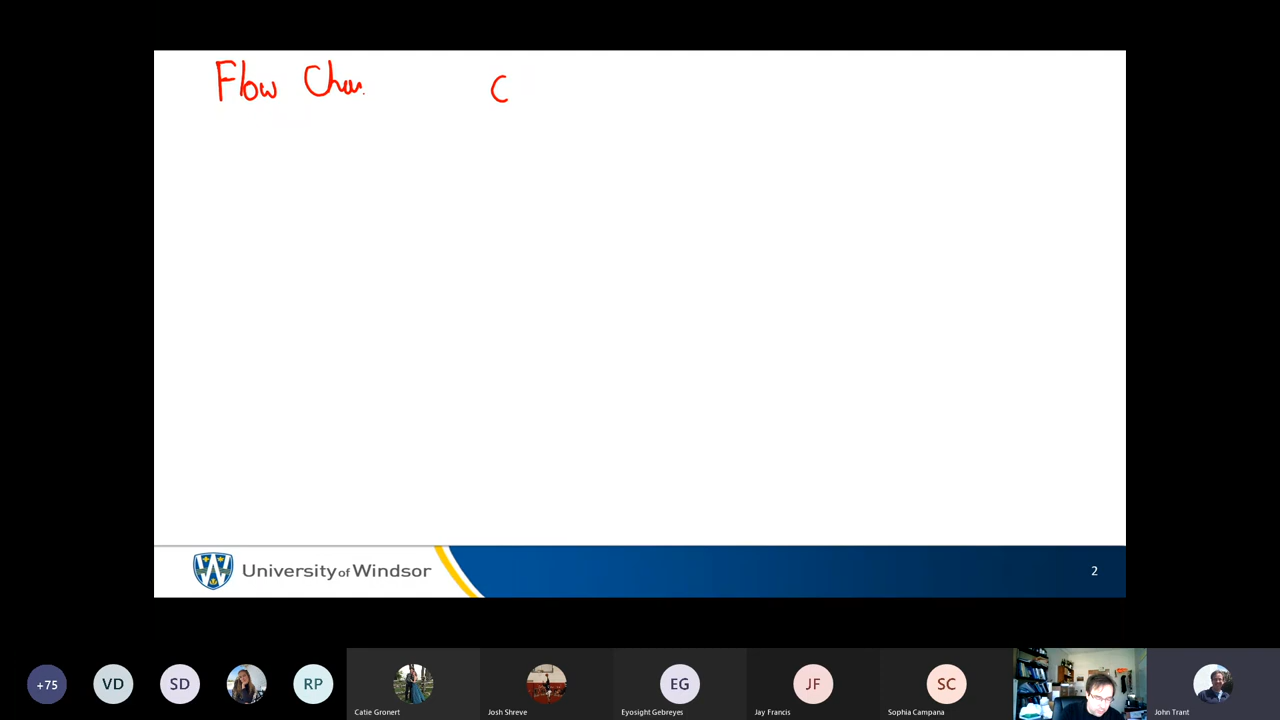 Flow Chem. C
University of Windsor
2
+75
VD
SD
RP
EG
JF
SC
Catie Gronert
Josh Shreve
Eyosight Gebreyes
Jay Francis
Sophia Campana
John Trant